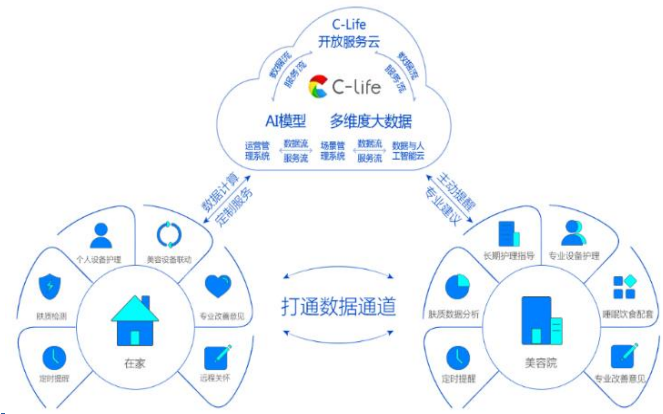 C-Life
开放服务云
数据流
服务流
数据流
服务流
C-life
AI模型
多维度大数据
运营管
理系统
数据流
服务流
场景管
理系统
数据流
服务流
数据与人
工智能云
数据计算
定制服务
主动提醒
专业建议
个人设备护理
美容设备联动
肤质检测
专业改善意见
定时提醒
远程关怀
在家
打通数据通道
长期护理指导
专业设备护理
肤质数据分析
睡眠饮食配套
定时提醒
专业改善意见
美容院